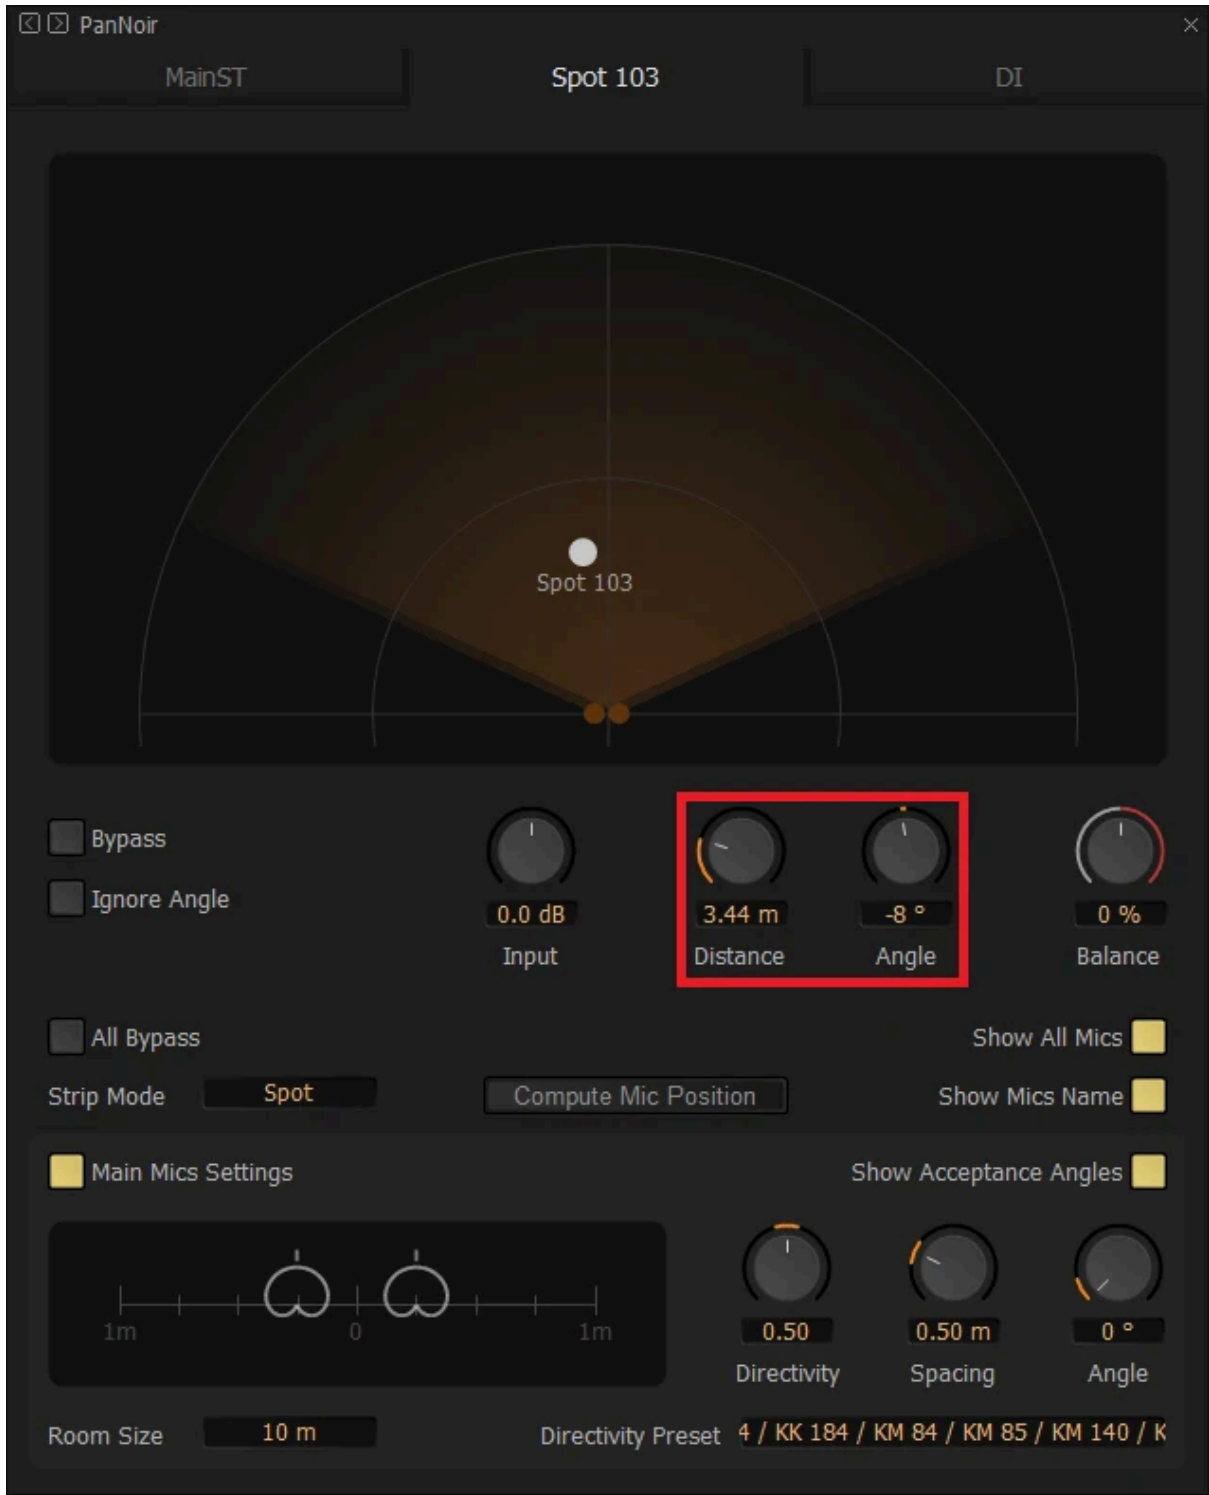 PanNoir
MainST
Spot 103
DI
Spot 103
Bypass
Ignore Angle
0.0 dB
Input
3.44 m
Distance
-8 °
Angle
0 %
Balance
All Bypass
Show All Mics
Strip Mode
Spot
Compute Mic Position
Show Mics Name
Main Mics Settings
Show Acceptance Angles
1m
0
1m
0.50
Directivity
0.50 m
Spacing
0 °
Angle
Room Size
10 m
Directivity Preset
4 / KK 184 / KM 84 / KM 85 / KM 140 / K